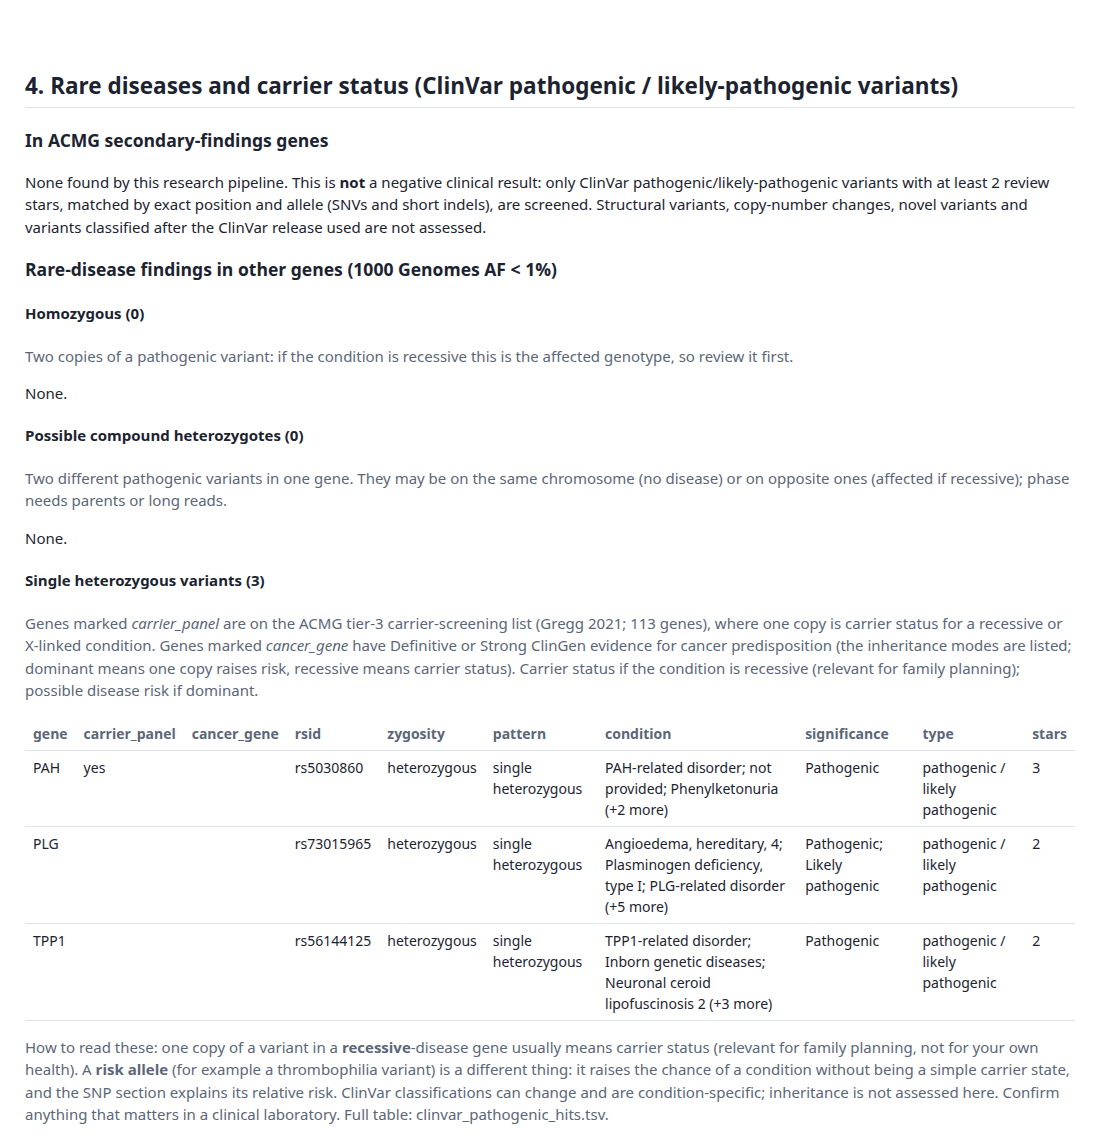 4. Rare diseases and carrier status (ClinVar pathogenic / likely-pathogenic variants)
In ACMG secondary-findings genes
None found by this research pipeline. This is not a negative clinical result: only ClinVar pathogenic/likely-pathogenic variants with at least 2 review
stars, matched by exact position and allele (SNVs and short indels), are screened. Structural variants, copy-number changes, novel variants and
variants classified after the ClinVar release used are not assessed.
Rare-disease findings in other genes (1000 Genomes AF < 1%)
Homozygous (0)
Two copies of a pathogenic variant: if the condition is recessive this is the affected genotype, so review it first.
None.
Possible compound heterozygotes (0)
Two different pathogenic variants in one gene. They may be on the same chromosome (no disease) or on opposite ones (affected if recessive); phase
needs parents or long reads.
None.
Single heterozygous variants (3)
Genes marked carrier_panel are on the ACMG tier-3 carrier-screening list (Gregg 2021; 113 genes), where one copy is carrier status for a recessive or
X-linked condition. Genes marked cancer_gene have Definitive or Strong ClinGen evidence for cancer predisposition (the inheritance modes are listed;
dominant means one copy raises risk, recessive means carrier status). Carrier status if the condition is recessive (relevant for family planning);
possible disease risk if dominant.
gene carrier_panel cancer_gene rsid zygosity pattern condition significance type stars
PAH yes rs5030860 heterozygous single PAH-related disorder; not Pathogenic pathogenic / 3
heterozygous provided; Phenylketonuria likely
(+2 more) pathogenic
PLG rs73015965 heterozygous single Angioedema, hereditary, 4; Pathogenic; pathogenic / 2
heterozygous Plasminogen deficiency, Likely likely
type I; PLG-related disorder pathogenic pathogenic
(+5 more)
TPP1 rs56144125 heterozygous single TPP1-related disorder; Pathogenic pathogenic / 2
heterozygous Inborn genetic diseases; likely
Neuronal ceroid pathogenic
lipofuscinosis 2 (+3 more)
How to read these: one copy of a variant in a recessive-disease gene usually means carrier status (relevant for family planning, not for your own
health). A risk allele (for example a thrombophilia variant) is a different thing: it raises the chance of a condition without being a simple carrier state,
and the SNP section explains its relative risk. ClinVar classifications can change and are condition-specific; inheritance is not assessed here. Confirm
anything that matters in a clinical laboratory. Full table: clinvar_pathogenic_hits.tsv.